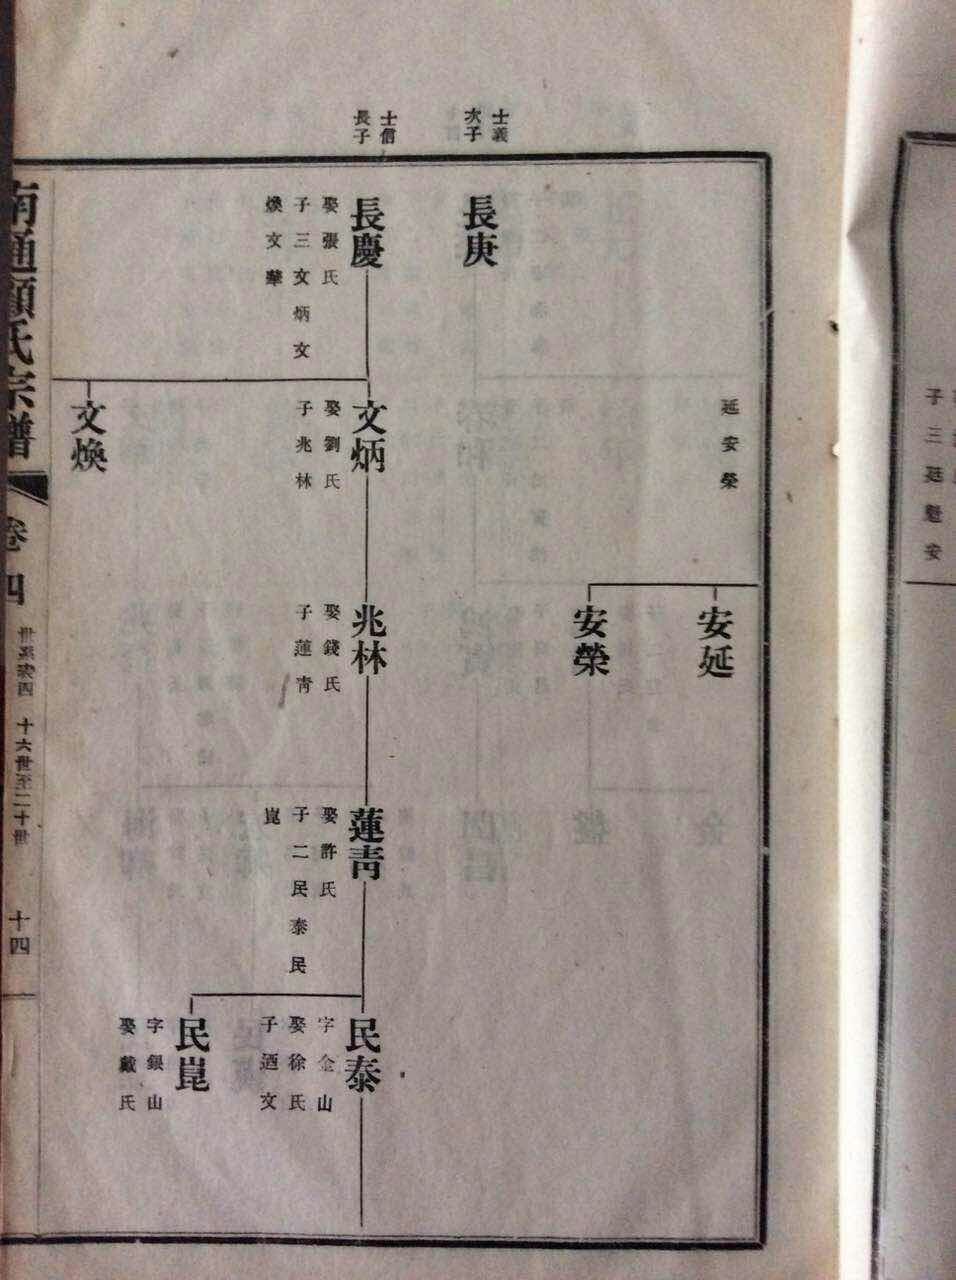 子三廷魁安
士義
次子
士信
長子
延安榮
安延
安榮
長庚
長慶
娶張氏
子三文炳文
煥文華
文炳
娶劉氏
子兆林
文煥
兆林
娶錢氏
子蓮青
蓮靑
娶許氏
子二民泰民
崑
民泰
字金山
娶徐氏
子迺文
民崑
字銀山
娶戴氏
南通顧氏宗譜
卷四
世系表四
十六世至二十世
十四